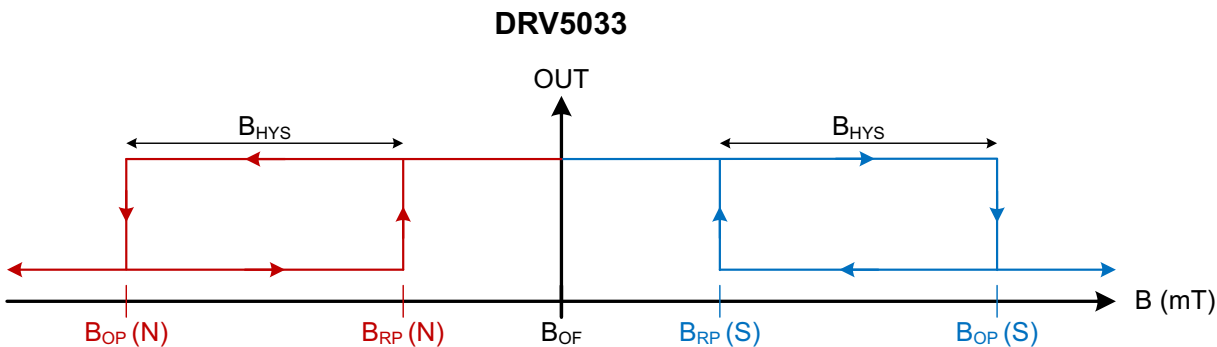 DRV5033
OUT
BHYS
BHYS
B (mT)
BOP (N)
BRP (N)
BOF
BRP (S)
BOP (S)